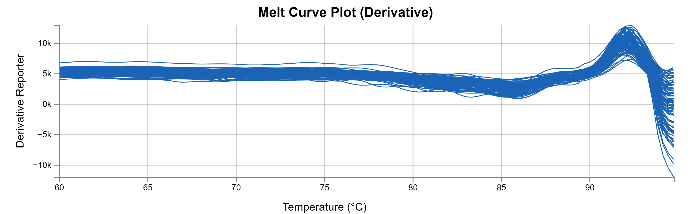 Melt Curve Plot (Derivative)
Derivative Reporter
10k
5k
0k
−5k
−10k
60
65
70
75
80
85
90
Temperature (°C)